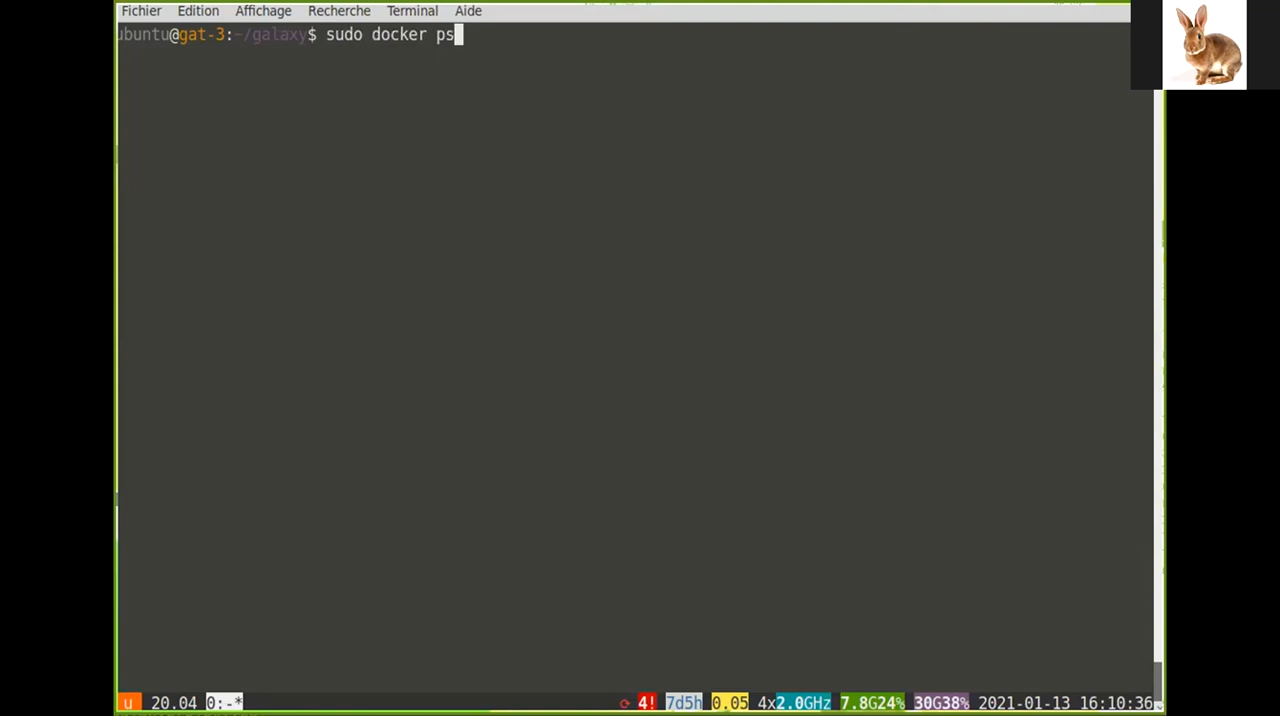 Fichier Edition Affichage Recherche Terminal Aide
ubuntu@gat-3:~/galaxy$ sudo docker ps
u 20.04 0:-* 4! 7d5h 0.05 4x2.0GHz 7.8G24% 30G38% 2021-01-13 16:10:36